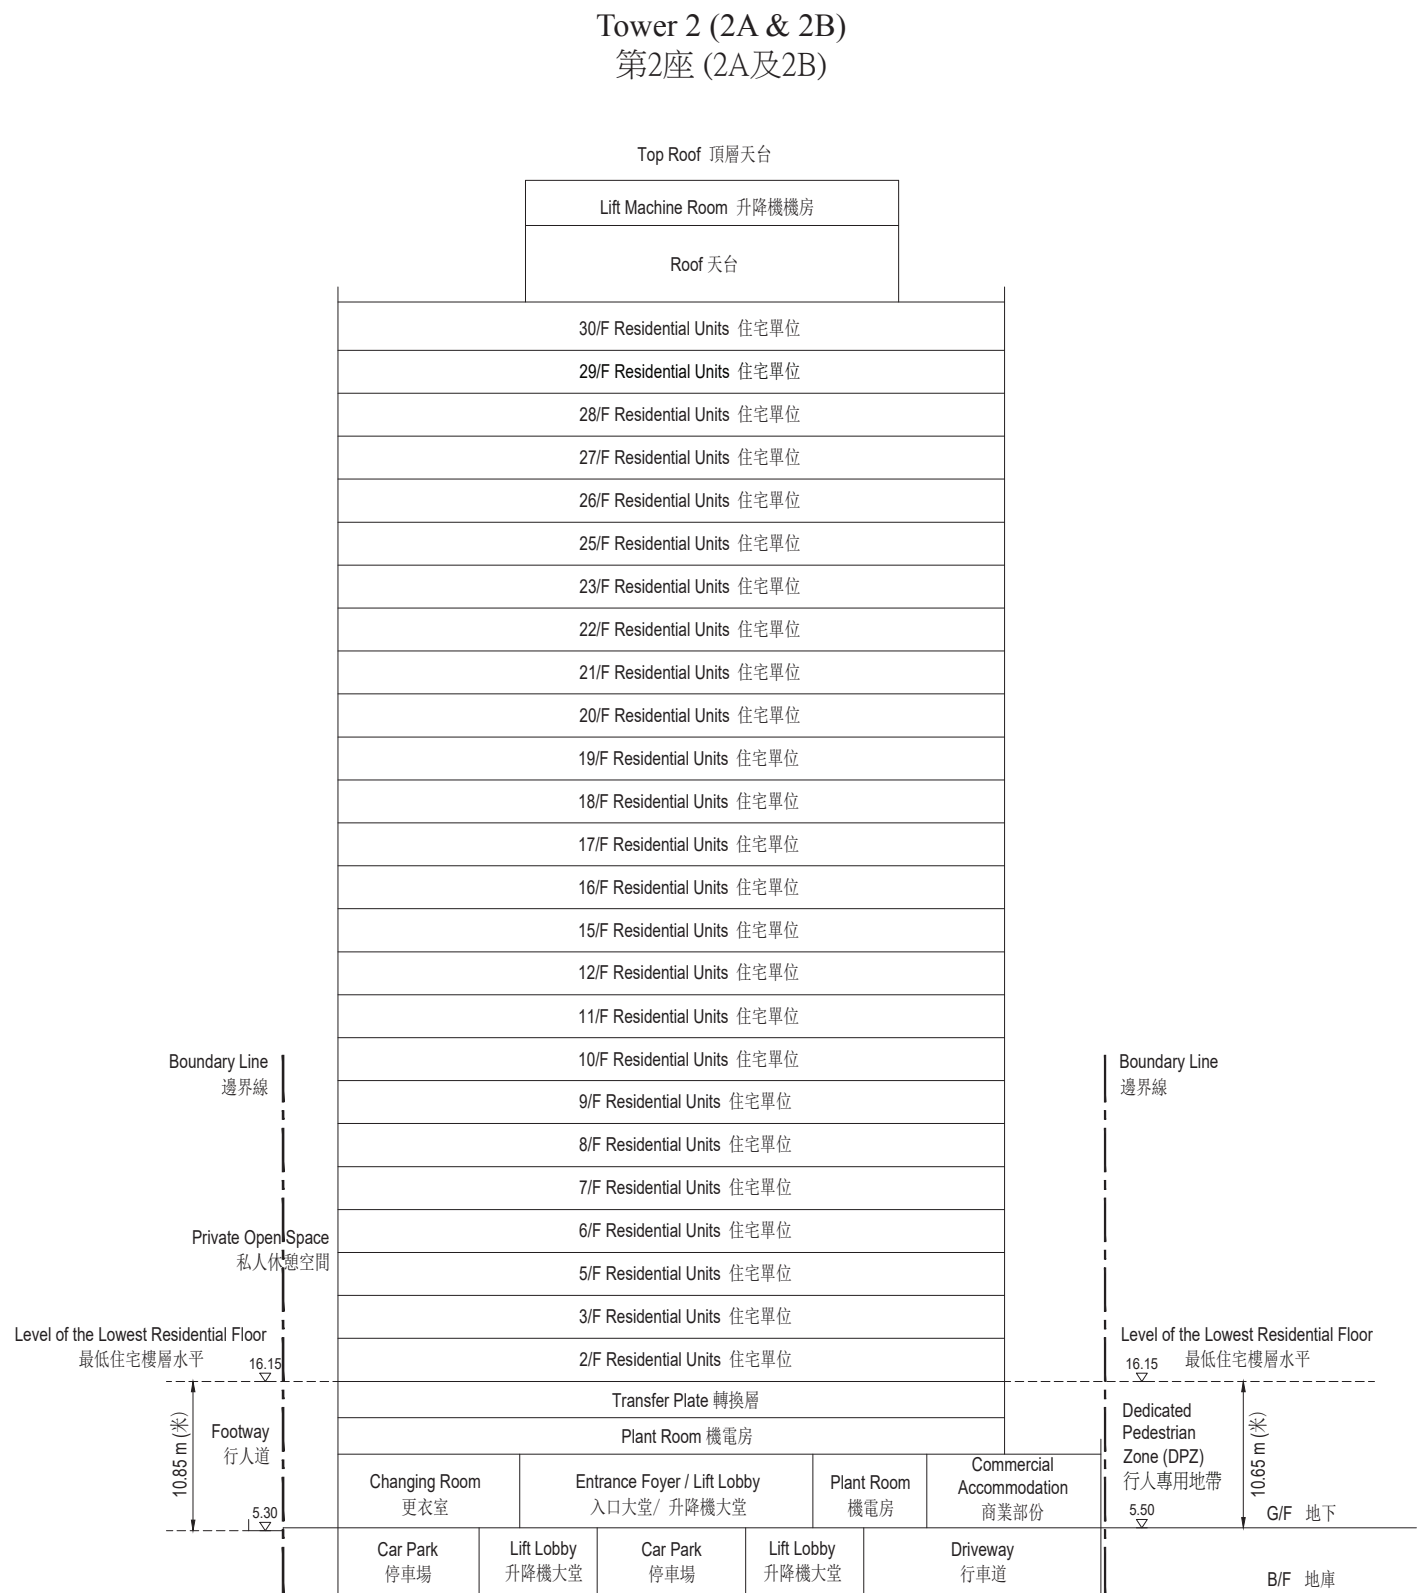 Tower 2 (2A & 2B)
第2座 (2A及2B)
Top Roof 頂層天台
Lift Machine Room 升降機機房
Roof 天台
30/F Residential Units 住宅單位
29/F Residential Units 住宅單位
28/F Residential Units 住宅單位
27/F Residential Units 住宅單位
26/F Residential Units 住宅單位
25/F Residential Units 住宅單位
23/F Residential Units 住宅單位
22/F Residential Units 住宅單位
21/F Residential Units 住宅單位
20/F Residential Units 住宅單位
19/F Residential Units 住宅單位
18/F Residential Units 住宅單位
17/F Residential Units 住宅單位
16/F Residential Units 住宅單位
15/F Residential Units 住宅單位
12/F Residential Units 住宅單位
11/F Residential Units 住宅單位
10/F Residential Units 住宅單位
9/F Residential Units 住宅單位
8/F Residential Units 住宅單位
7/F Residential Units 住宅單位
6/F Residential Units 住宅單位
5/F Residential Units 住宅單位
3/F Residential Units 住宅單位
2/F Residential Units 住宅單位
Transfer Plate 轉換層
Plant Room 機電房
Boundary Line
邊界線
Private Open Space
私人休憩空間
Level of the Lowest Residential Floor
最低住宅樓層水平
16.15
10.85 m (米)
Footway
行人道
5.30
Boundary Line
邊界線
Level of the Lowest Residential Floor
16.15 最低住宅樓層水平
Dedicated
Pedestrian
Zone (DPZ)
行人專用地帶
5.50
10.65 m (米)
G/F 地下
Changing Room
更衣室
Entrance Foyer / Lift Lobby
入口大堂/ 升降機大堂
Plant Room
機電房
Commercial
Accommodation
商業部份
Car Park
停車場
Lift Lobby
升降機大堂
Car Park
停車場
Lift Lobby
升降機大堂
Driveway
行車道
B/F 地庫